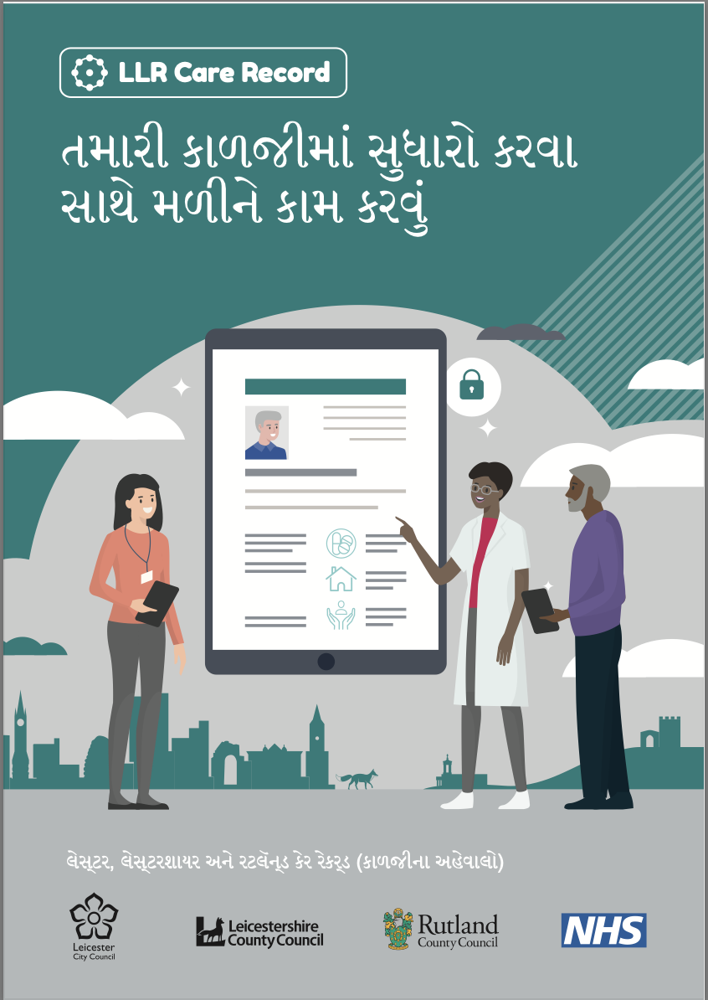 LLR Care Record
તમારી કાળજીમાં સુધારો કરવા
સાથે મળીને કામ કરવું
લેસ્ટર, લેસ્ટરશાયર અને રટલૅન્ડ કેર રેકર્ડ (કાળજીના અહેવાલો)
Leicester
City Council
Leicestershire
County Council
Rutland
County Council
NHS